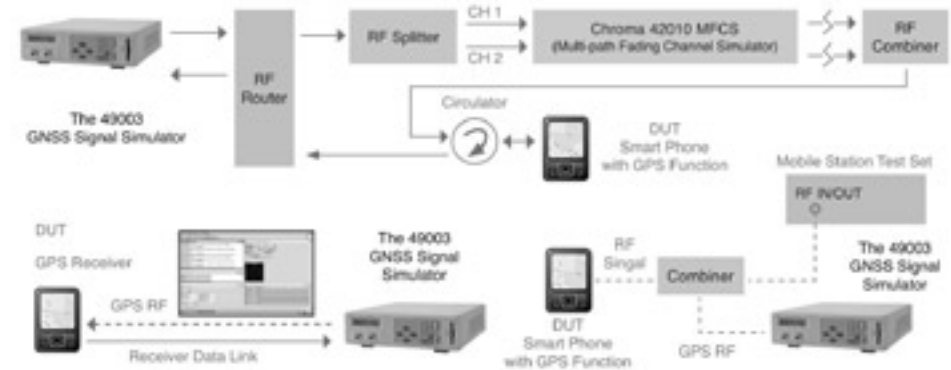 CH 1
RF Splitter
CH 2
Chroma 42010 MFCS
(Multi-path Fading Channel Simulator)
RF
Combiner
RF
Router
The 49003
GNSS Signal Simulator
Circulator
DUT
Smart Phone
with GPS Function
Mobile Station Test Set
RF IN/OUT
DUT
GPS Receiver
GPS RF
Receiver Data Link
The 49003
GNSS Signal
Simulator
RF
Singal
Combiner
DUT
Smart Phone
with GPS Function
GPS RF
The 49003
GNSS Signal
Simulator